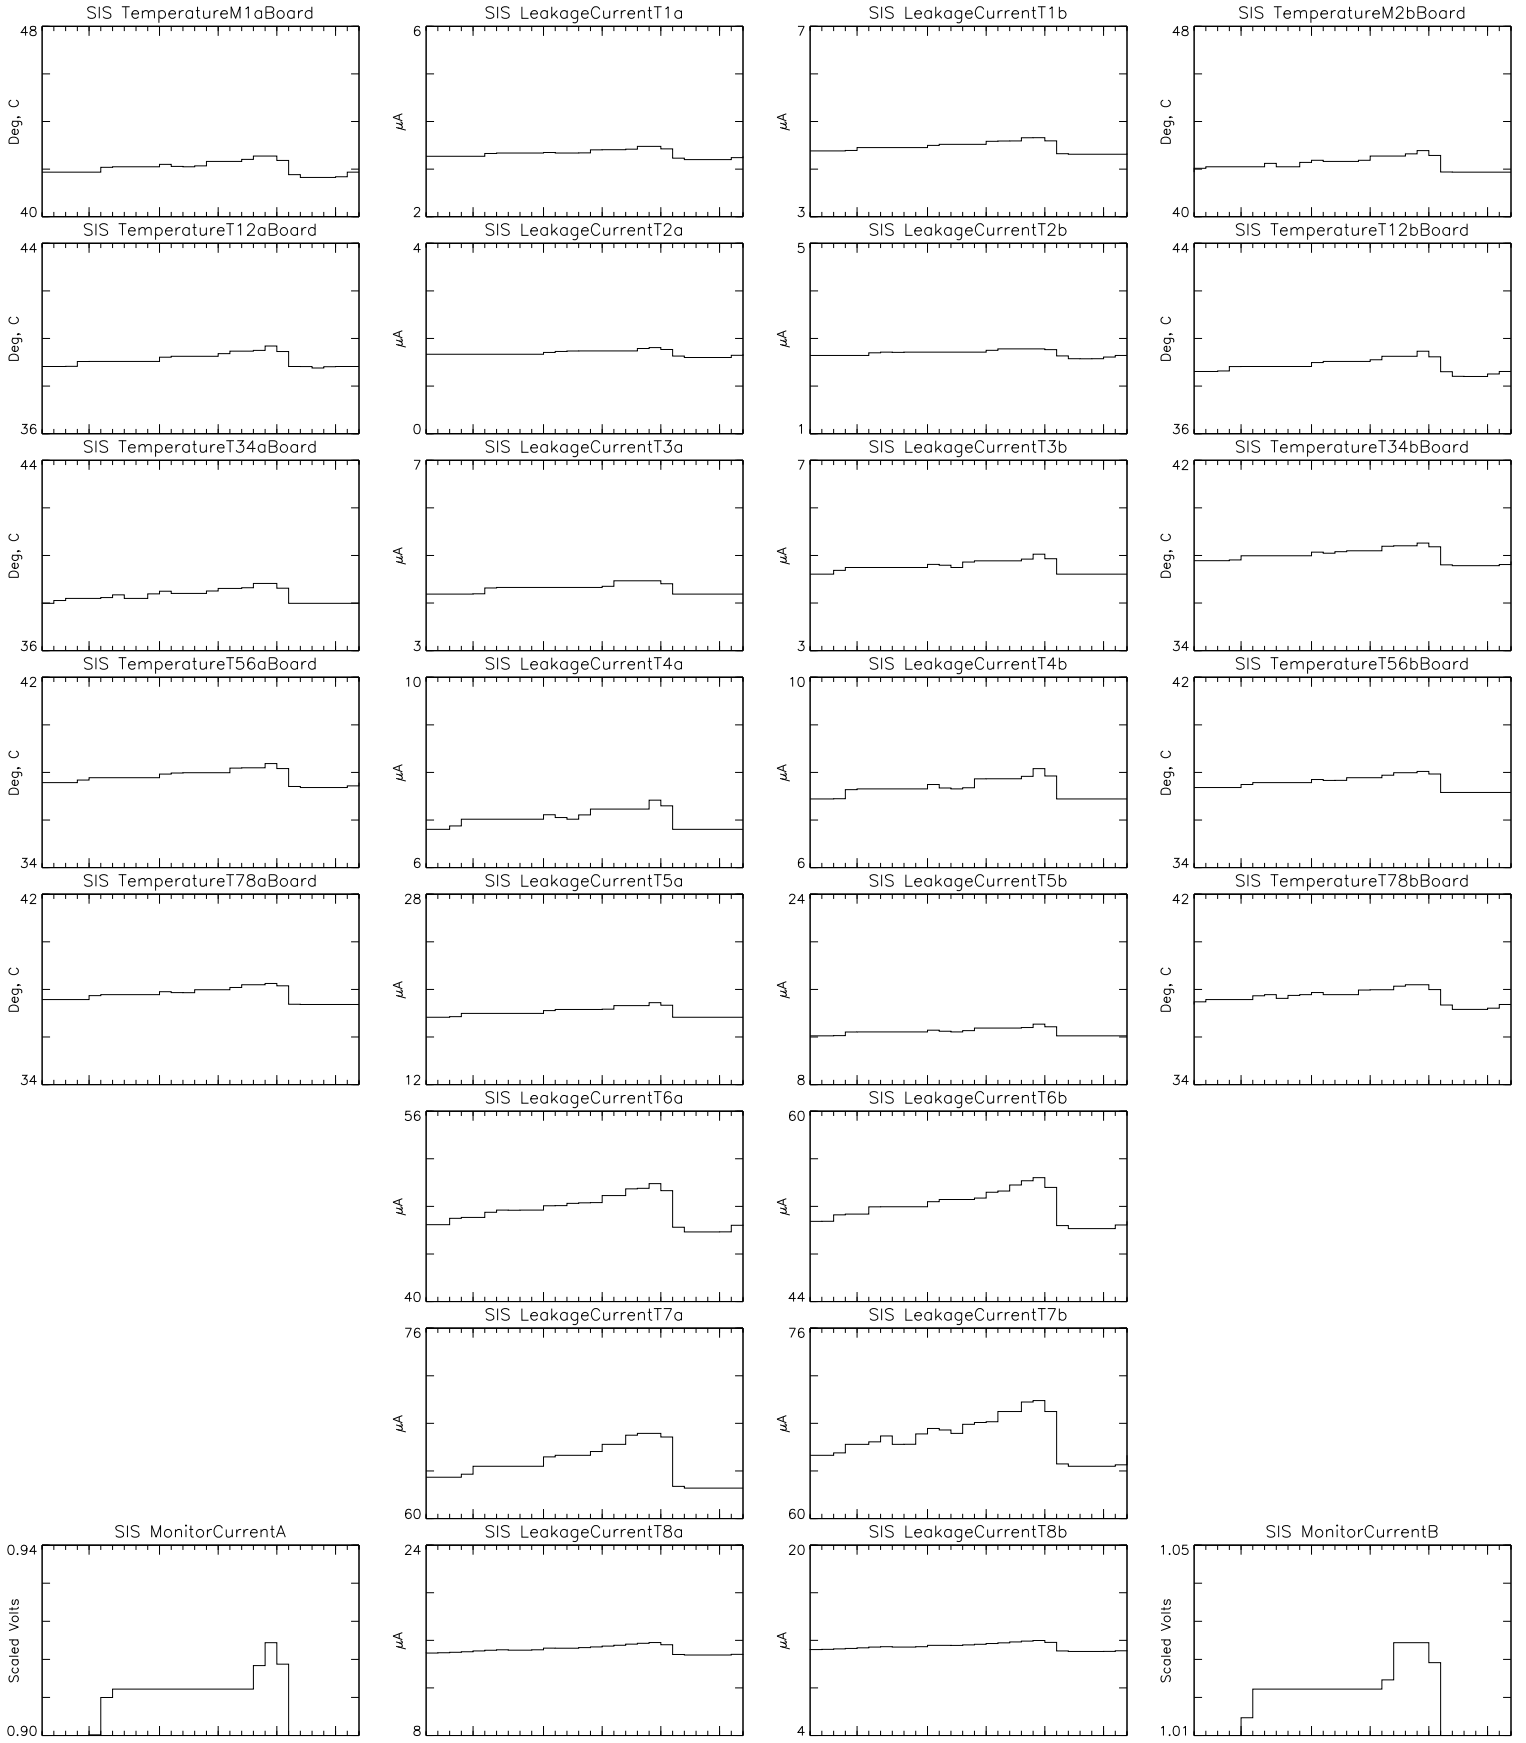 SIS TemperatureM1aBoard
48
Deg, C
40
SIS LeakageCurrentT1a
6
μA
2
SIS LeakageCurrentT1b
7
μA
3
SIS TemperatureM2bBoard
48
Deg, C
40
SIS TemperatureT12aBoard
44
Deg, C
36
SIS LeakageCurrentT2a
4
μA
0
SIS LeakageCurrentT2b
5
μA
1
SIS TemperatureT12bBoard
44
Deg, C
36
SIS TemperatureT34aBoard
44
Deg, C
36
SIS LeakageCurrentT3a
7
μA
3
SIS LeakageCurrentT3b
7
μA
3
SIS TemperatureT34bBoard
42
Deg, C
34
SIS TemperatureT56aBoard
42
Deg, C
34
SIS LeakageCurrentT4a
10
μA
6
SIS LeakageCurrentT4b
10
μA
6
SIS TemperatureT56bBoard
42
Deg, C
34
SIS TemperatureT78aBoard
42
Deg, C
34
SIS LeakageCurrentT5a
28
μA
12
SIS LeakageCurrentT5b
24
μA
8
SIS TemperatureT78bBoard
42
Deg, C
34
SIS LeakageCurrentT6a
56
μA
40
SIS LeakageCurrentT6b
60
μA
44
SIS LeakageCurrentT7a
76
μA
60
SIS LeakageCurrentT7b
76
μA
60
SIS MonitorCurrentA
0.94
Scaled Volts
0.90
SIS LeakageCurrentT8a
24
μA
8
SIS LeakageCurrentT8b
20
μA
4
SIS MonitorCurrentB
1.05
Scaled Volts
1.01